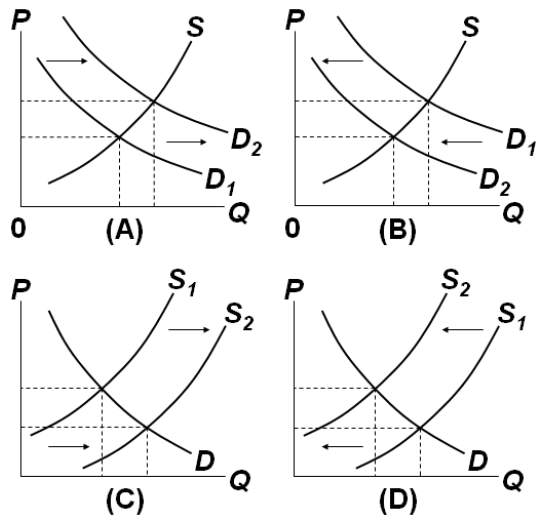 P S P S
D₂ D₁
D₁ D₂
0 (A) Q 0 (B) Q
P S₁ P S₂
S₂ S₁
D D
(C) Q (D) Q